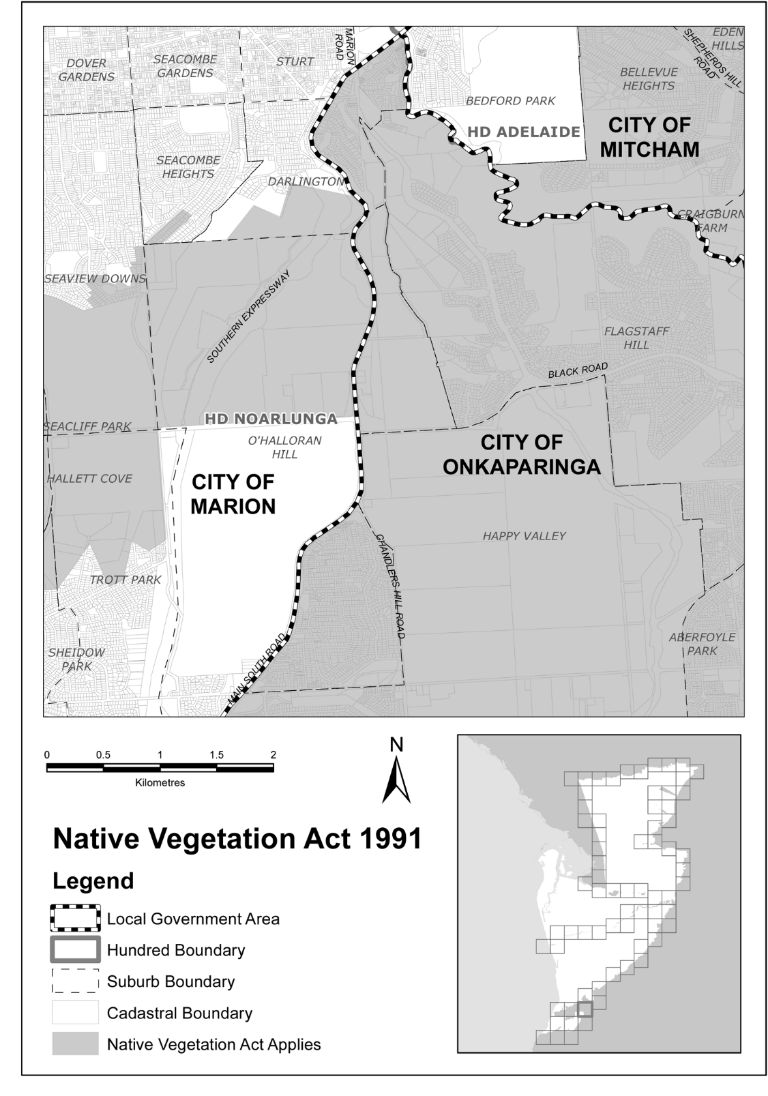 DOVER
GARDENS
SEACOMBE
GARDENS
STURT
MARION
ROAD
EDEN
HILLS
SHEPHERDS HILL
ROAD
BELLEVUE
HEIGHTS
BEDFORD PARK
HD ADELAIDE
CITY OF
MITCHAM
SEACOMBE
HEIGHTS
DARLINGTON
CRAIGBURN
FARM
SEAVIEW DOWNS
SOUTHERN EXPRESSWAY
FLAGSTAFF
HILL
BLACK ROAD
HD NOARLUNGA
SEACLIFF PARK
O'HALLORAN
HILL
CITY OF
ONKAPARINGA
HALLETT COVE
CITY OF
MARION
HAPPY VALLEY
CHANDLERS HILL ROAD
TROTT PARK
SHEIDOW
PARK
MAIN SOUTH ROAD
ABERFOYLE
PARK
0 0.5 1 1.5 2
Kilometres
N
Native Vegetation Act 1991
Legend
Local Government Area
Hundred Boundary
Suburb Boundary
Cadastral Boundary
Native Vegetation Act Applies